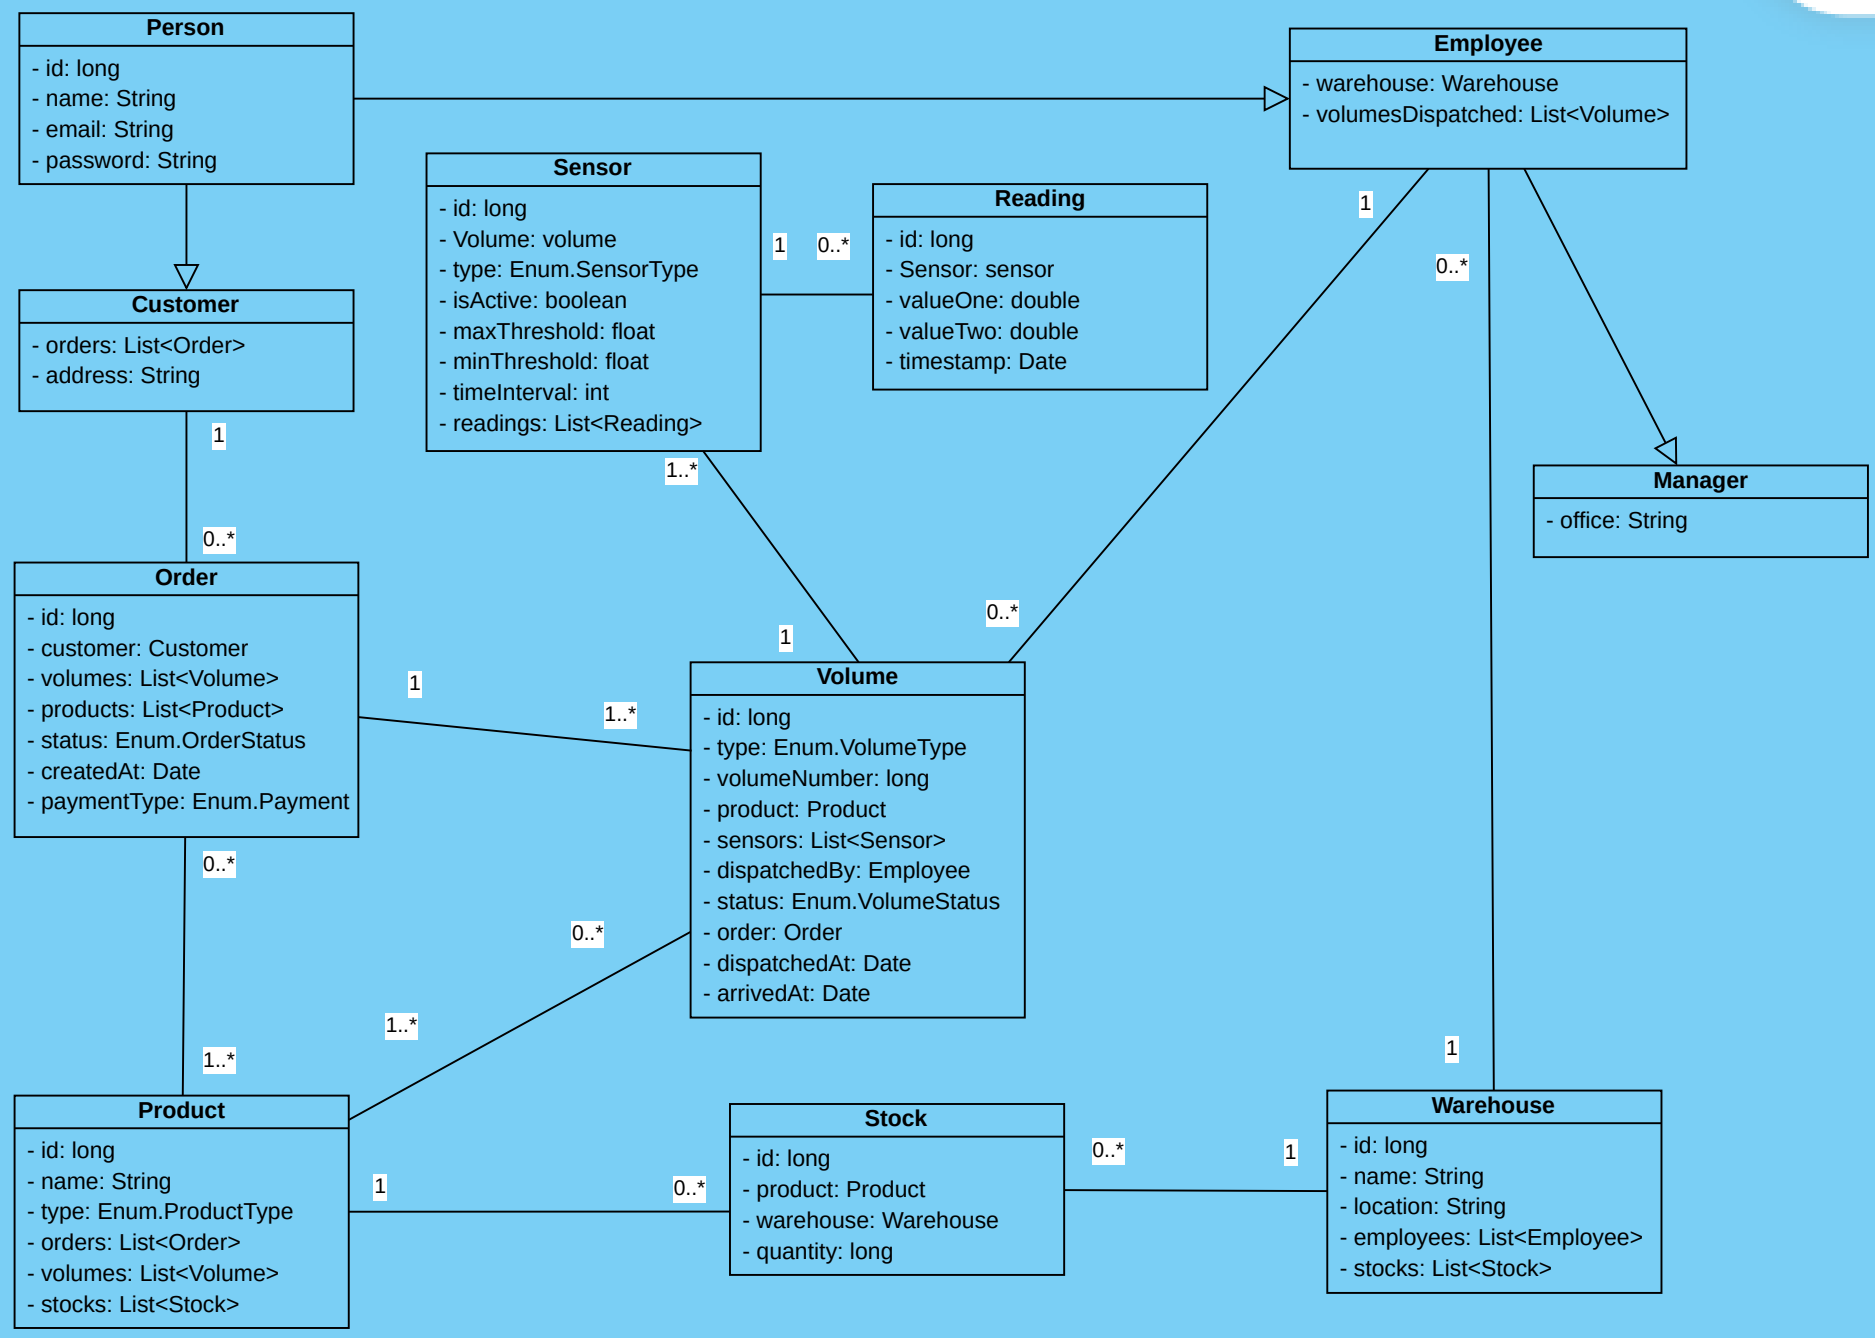 Person
- id: long
- name: String
- email: String
- password: String
Employee
- warehouse: Warehouse
- volumesDispatched: List<Volume>
Sensor
- id: long
- Volume: volume
- type: Enum.SensorType
- isActive: boolean
- maxThreshold: float
- minThreshold: float
- timeInterval: int
- readings: List<Reading>
1
0..*
Reading
- id: long
- Sensor: sensor
- valueOne: double
- valueTwo: double
- timestamp: Date
1
0..*
Customer
- orders: List<Order>
- address: String
1
0..*
1..*
1
0..*
Manager
- office: String
Order
- id: long
- customer: Customer
- volumes: List<Volume>
- products: List<Product>
- status: Enum.OrderStatus
- createdAt: Date
- paymentType: Enum.Payment
1
1..*
Volume
- id: long
- type: Enum.VolumeType
- volumeNumber: long
- product: Product
- sensors: List<Sensor>
- dispatchedBy: Employee
- status: Enum.VolumeStatus
- order: Order
- dispatchedAt: Date
- arrivedAt: Date
0..*
0..*
1..*
1..*
1
Product
- id: long
- name: String
- type: Enum.ProductType
- orders: List<Order>
- volumes: List<Volume>
- stocks: List<Stock>
1
0..*
Stock
- id: long
- product: Product
- warehouse: Warehouse
- quantity: long
0..*
1
Warehouse
- id: long
- name: String
- location: String
- employees: List<Employee>
- stocks: List<Stock>